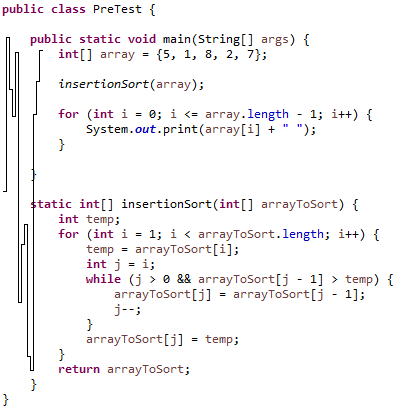 public class PreTest {
public static void main(String[] args) {
int[] array = {5, 1, 8, 2, 7};
insertionSort(array);
for (int i = 0; i <= array.length - 1; i++) {
System.out.print(array[i] + " ");
}
}
static int[] insertionSort(int[] arrayToSort) {
int temp;
for (int i = 1; i < arrayToSort.length; i++) {
temp = arrayToSort[i];
int j = i;
while (j > 0 && arrayToSort[j - 1] > temp) {
arrayToSort[j] = arrayToSort[j - 1];
j--;
}
arrayToSort[j] = temp;
}
return arrayToSort;
}
}